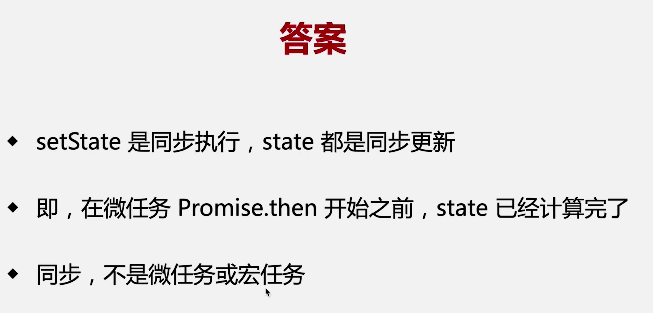 答案
setState 是同步执行，state 都是同步更新
即，在微任务 Promise.then 开始之前，state 已经计算完了
同步，不是微任务或宏任务